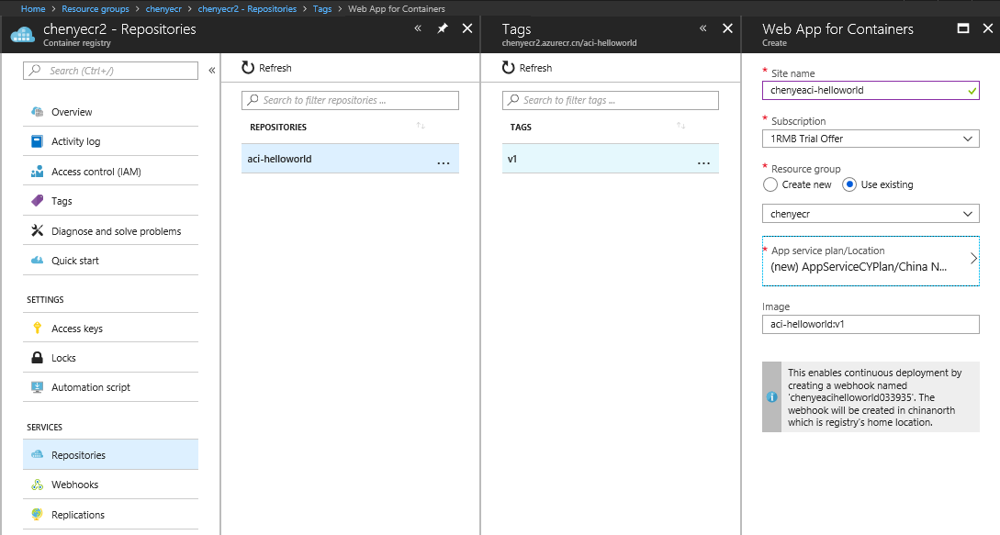 Home > Resource groups > chenyecr > chenyecr2 - Repositories > Tags > Web App for Containers
chenyecr2 - Repositories
Container registry
Search (Ctrl+/)
Overview
Activity log
Access control (IAM)
Tags
Diagnose and solve problems
Quick start
SETTINGS
Access keys
Locks
Automation script
SERVICES
Repositories
Webhooks
Replications
Refresh
Search to filter repositories ...
REPOSITORIES
aci-helloworld ...
Tags
chenyecr2.azurecr.cn/aci-helloworld
Refresh
Search to filter tags ...
TAGS
v1 ...
Web App for Containers
Create
* Site name
chenyeaci-helloworld
* Subscription
1RMB Trial Offer
* Resource group
Create new Use existing
chenyecr
* App service plan/Location
(new) AppServiceCYPlan/China N...
Image
aci-helloworld:v1
This enables continuous deployment by
creating a webhook named
'chenyeacihelloworld033935'. The
webhook will be created in chinanorth
which is registry's home location.